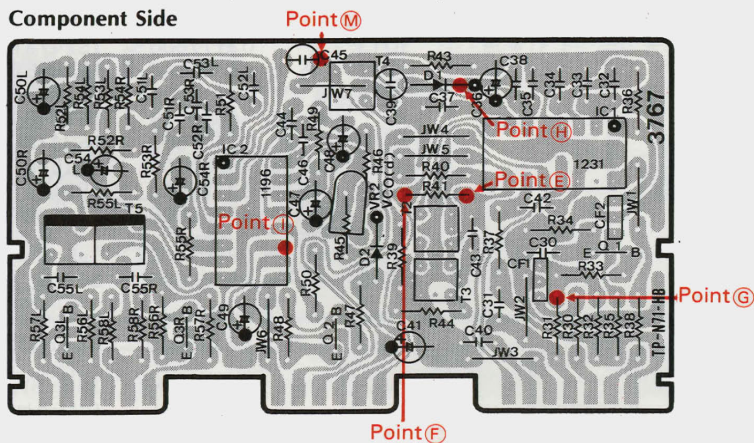 Component Side
Point Ⓜ
C45
C53L
T4
R43
C38
C50L
R52L
R54L
R53L
R54R
C51L
C53R
C52L
R51
JW7
C39
D1
C37
C36
C35
C34
C33
C32
R36
IC1
3767
C51R
C52R
C44
R49
Point Ⓗ
R52R
R53R
C54R
C54L
C50R
R55L
IC2
1196
C46
C48
R46
JW4
JW5
R40
R41
1231
Point Ⓔ
C47
VR2
VCO(cd)
T2
C42
CF2
JW1
T5
Point Ⓘ
R55R
R45
D2
R39
C43
R37
R34
C30
Q1
E
B
R33
C55L
C55R
R50
T3
CF1
C31
JW2
Point Ⓖ
R57L
Q3L
B
E
R56L
R58L
R58R
R56R
Q3R
B
E
R57R
C49
JW6
R48
Q2
B
E
R47
C41
R44
C40
JW3
R31
R30
R32
R35
R38
TP-N71-HB
Point Ⓕ